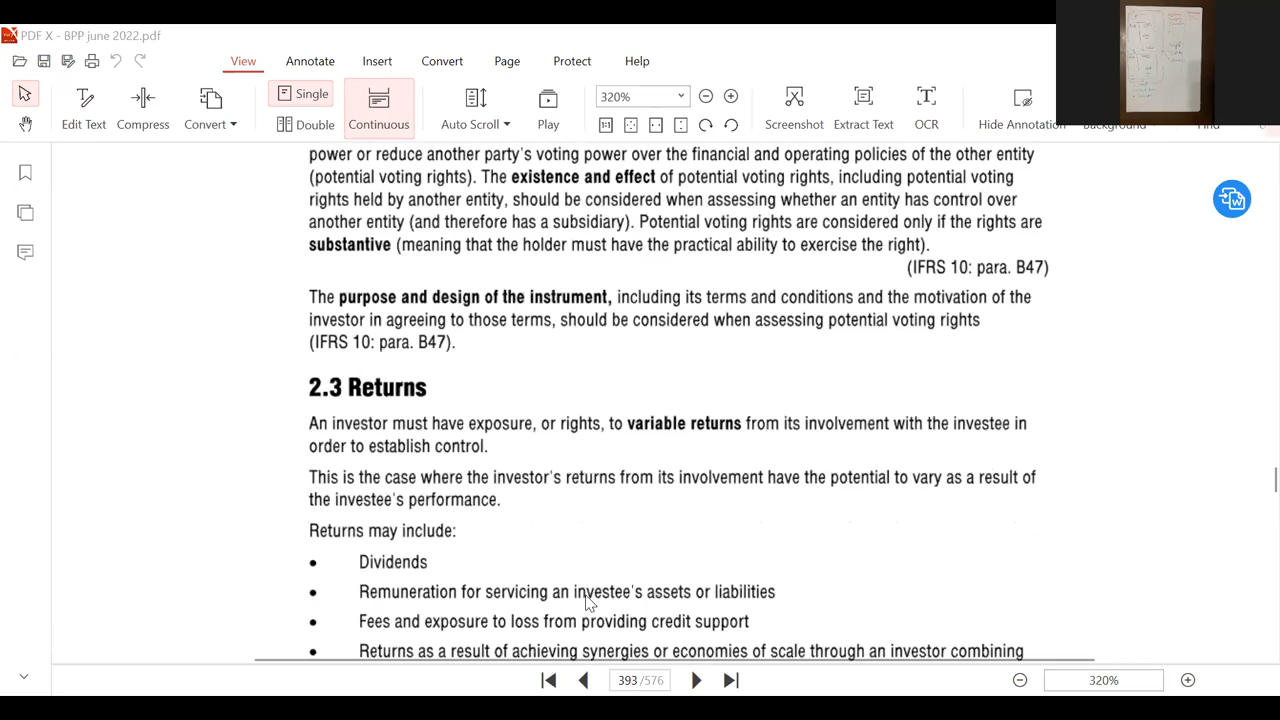 PDF X - BPP june 2022.pdf
View Annotate Insert Convert Page Protect Help
Single
Double
Edit Text Compress Convert Continuous Auto Scroll Play
320%
Screenshot Extract Text OCR Hide Annotation
power or reduce another party's voting power over the financial and operating policies of the other entity
(potential voting rights). The existence and effect of potential voting rights, including potential voting
rights held by another entity, should be considered when assessing whether an entity has control over
another entity (and therefore has a subsidiary). Potential voting rights are considered only if the rights are
substantive (meaning that the holder must have the practical ability to exercise the right).
(IFRS 10: para. B47)
The purpose and design of the instrument, including its terms and conditions and the motivation of the
investor in agreeing to those terms, should be considered when assessing potential voting rights
(IFRS 10: para. B47).
2.3 Returns
An investor must have exposure, or rights, to variable returns from its involvement with the investee in
order to establish control.
This is the case where the investor's returns from its involvement have the potential to vary as a result of
the investee's performance.
Returns may include:
• Dividends
• Remuneration for servicing an investee's assets or liabilities
• Fees and exposure to loss from providing credit support
• Returns as a result of achieving synergies or economies of scale through an investor combining
393 /576
320%